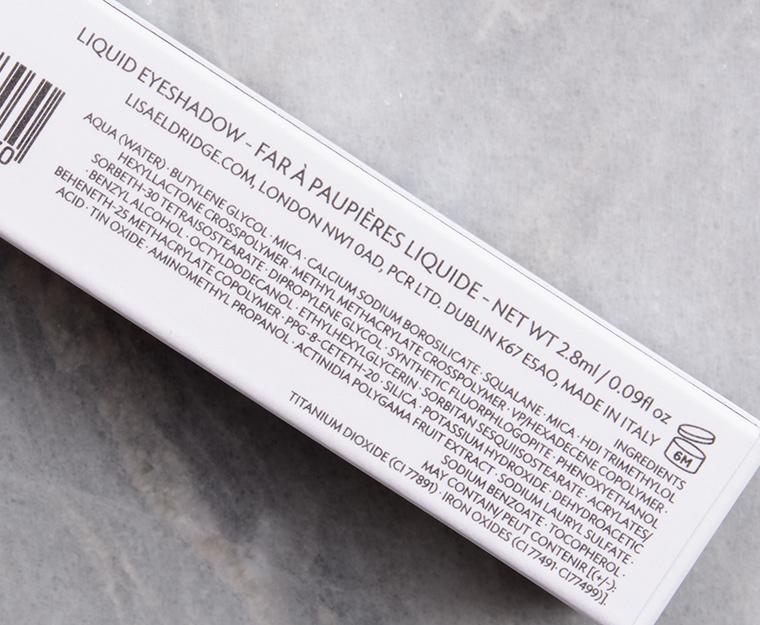 LIQUID EYESHADOW - FAR À PAUPIÈRES LIQUIDE - NET WT 2.8ml / 0.09fl oz
LISAELDRIDGE.COM, LONDON NW1 0AD, PCR LTD, DUBLIN K67 E5AO, MADE IN ITALY
6M
INGREDIENTS
AQUA (WATER) · BUTYLENE GLYCOL · MICA · CALCIUM SODIUM BOROSILICATE · SQUALANE · MICA · HDI TRIMETHYLOL
HEXYLLACTONE CROSSPOLYMER · METHYL METHACRYLATE CROSSPOLYMER · VP/HEXADECENE COPOLYMER ·
SORBETH-30 TETRAISOSTEARATE · DIPROPYLENE GLYCOL · SYNTHETIC FLUORPHLOGOPITE · PHENOXYETHANOL
· BENZYL ALCOHOL · OCTYLDODECANOL · ETHYLHEXYLGLYCERIN · SORBITAN SESQUISOSTEARATE · ACRYLATES/
BEHENETH-25 METHACRYLATE COPOLYMER · PPG-8-CETETH-20 · SILICA · POTASSIUM HYDROXIDE · DEHYDROACETIC
ACID · TIN OXIDE · AMINOMETHYL PROPANOL · ACTINIDIA POLYGAMA FRUIT EXTRACT · SODIUM LAURYL SULFATE ·
SODIUM BENZOATE · TOCOPHEROL ·
MAY CONTAIN/ PEUT CONTENIR [(+/-):
TITANIUM DIOXIDE (CI 77891) · IRON OXIDES (CI 77491· CI77499)].